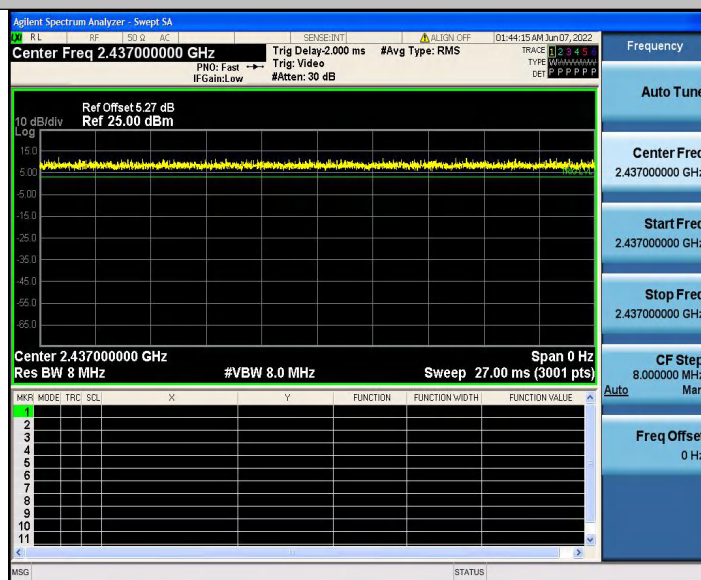 Agilent Spectrum Analyzer - Swept SA
LXI RL RF 50 Ω AC SENSE:INT ALIGN OFF 01:44:15 AM Jun 07, 2022
Center Freq 2.437000000 GHz
PNO: Fast
IFGain:Low
Trig Delay-2.000 ms
Trig: Video
#Atten: 30 dB
#Avg Type: RMS
TRACE 1 2 3 4 5 6
TYPE
DET P P P P P P
Ref Offset 5.27 dB
10 dB/div Ref 25.00 dBm
Log
15.0
5.00
-5.00
-15.0
-25.0
-35.0
-45.0
-55.0
-65.0
Center 2.437000000 GHz Span 0 Hz
Res BW 8 MHz #VBW 8.0 MHz Sweep 27.00 ms (3001 pts)
MKR MODE TRC SCL X Y FUNCTION FUNCTION WIDTH FUNCTION VALUE
1
2
3
4
5
6
7
8
9
10
11
MSG STATUS
Frequency
Auto Tune
Center Freq
2.437000000 GHz
Start Freq
2.437000000 GHz
Stop Freq
2.437000000 GHz
CF Step
8.000000 MHz
Auto Man
Freq Offset
0 Hz